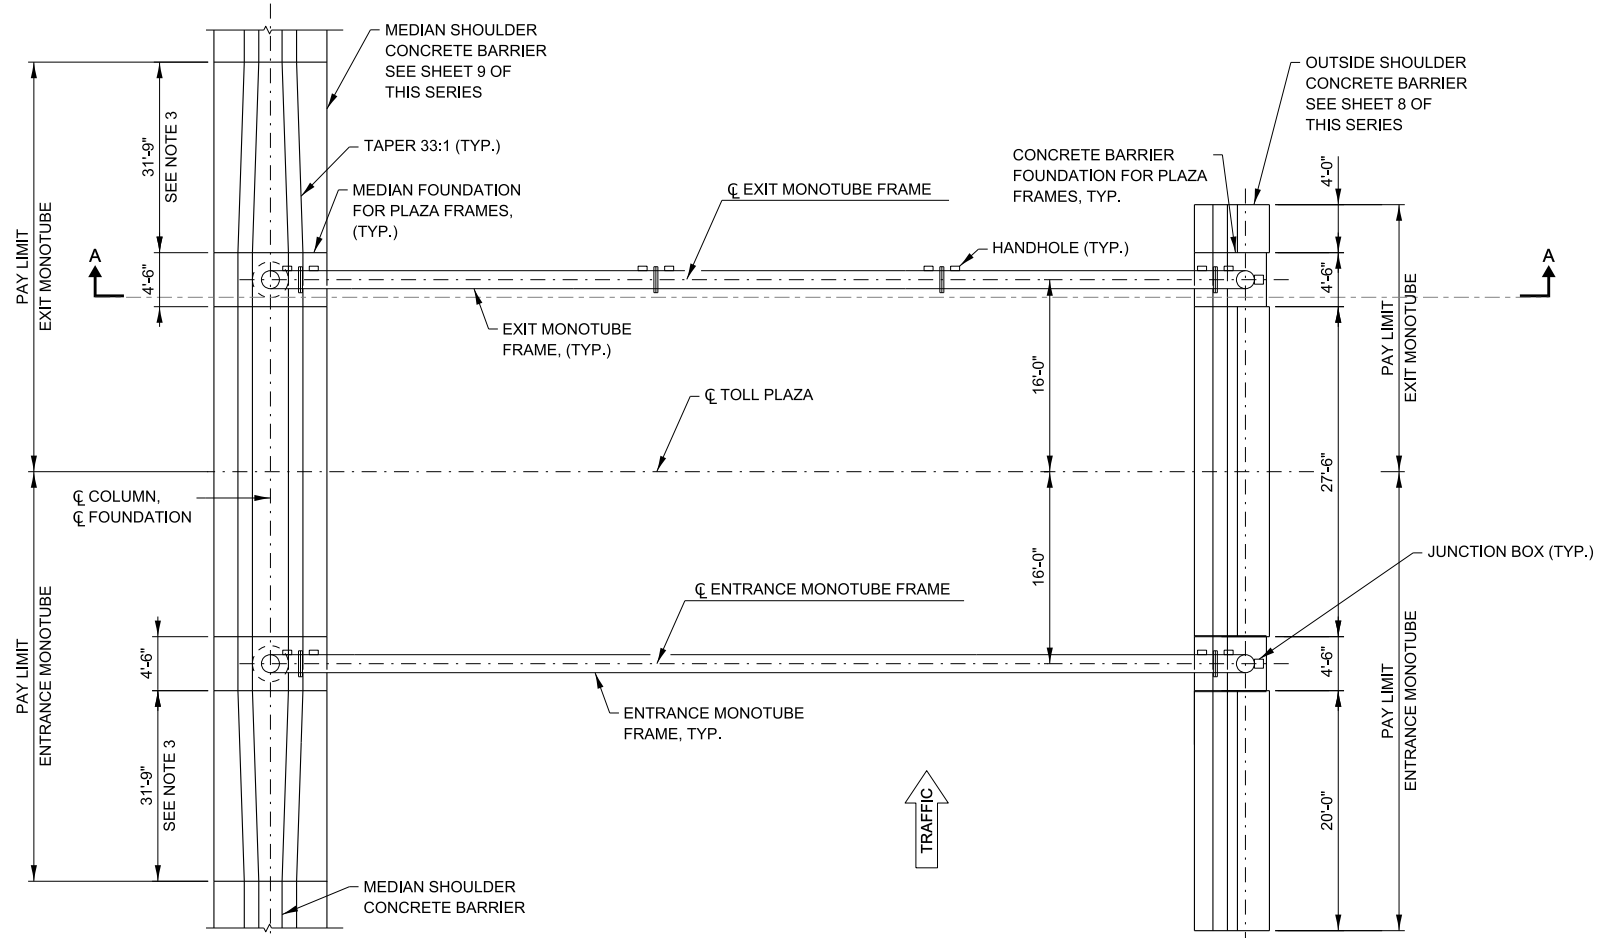 MEDIAN SHOULDER
CONCRETE BARRIER
SEE SHEET 9 OF
THIS SERIES
OUTSIDE SHOULDER
CONCRETE BARRIER
SEE SHEET 8 OF
THIS SERIES
TAPER 33:1 (TYP.)
MEDIAN FOUNDATION
FOR PLAZA FRAMES,
(TYP.)
℄ EXIT MONOTUBE FRAME
CONCRETE BARRIER
FOUNDATION FOR PLAZA
FRAMES, TYP.
HANDHOLE (TYP.)
31'-9"
SEE NOTE 3
4'-6"
PAY LIMIT
EXIT MONOTUBE
A
A
4'-0"
4'-6"
PAY LIMIT
EXIT MONOTUBE
EXIT MONOTUBE
FRAME, (TYP.)
16'-0"
℄ TOLL PLAZA
27'-6"
℄ COLUMN,
℄ FOUNDATION
16'-0"
℄ ENTRANCE MONOTUBE FRAME
JUNCTION BOX (TYP.)
PAY LIMIT
ENTRANCE MONOTUBE
4'-6"
31'-9"
SEE NOTE 3
4'-6"
PAY LIMIT
ENTRANCE MONOTUBE
20'-0"
ENTRANCE MONOTUBE
FRAME, TYP.
TRAFFIC
MEDIAN SHOULDER
CONCRETE BARRIER